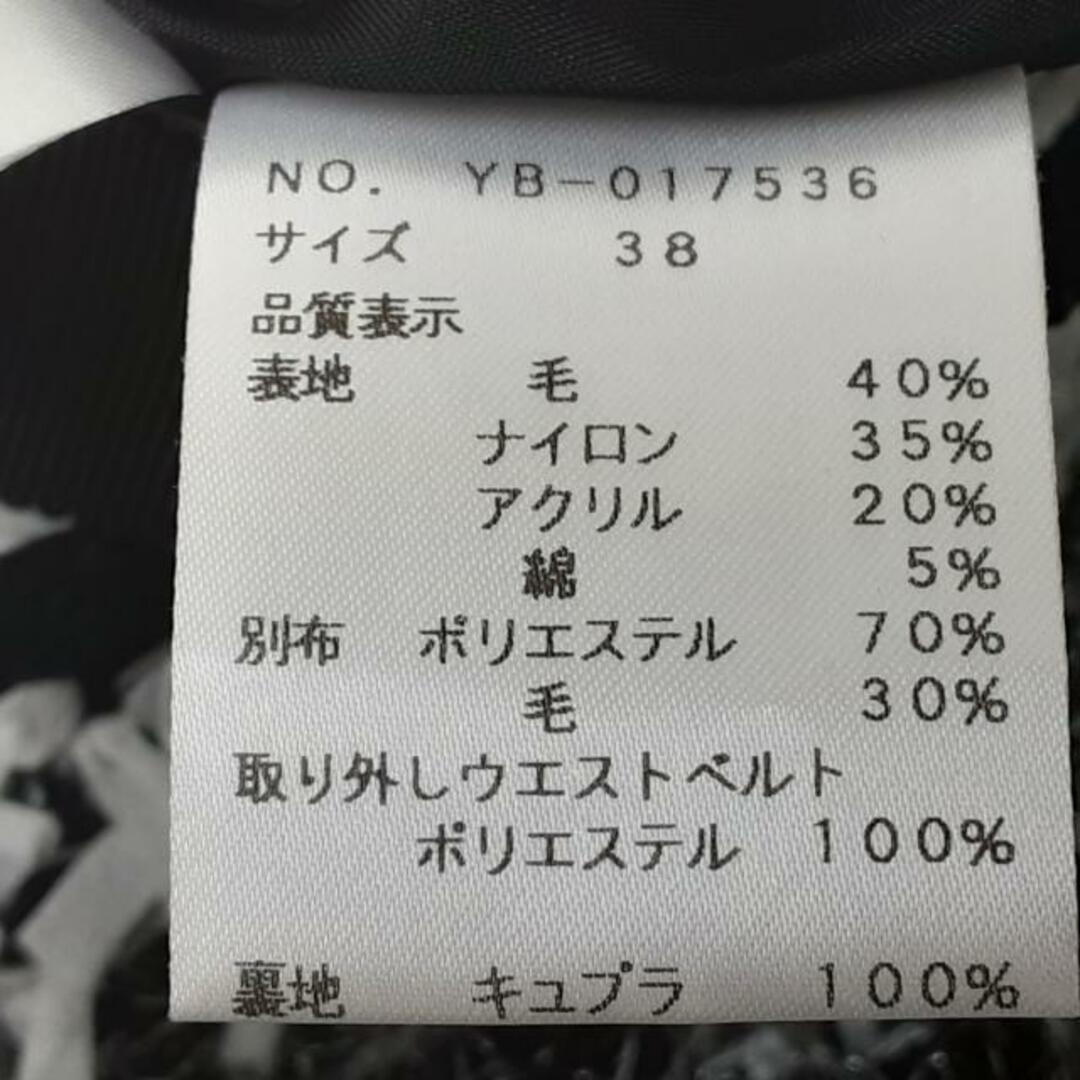 NO. YB-017536
サイズ 38
品質表示
表地 毛 40%
ナイロン 35%
アクリル 20%
綿 5%
別布 ポリエステル 70%
毛 30%
取り外しウエストベルト
ポリエステル 100%
裏地 キュプラ 100%